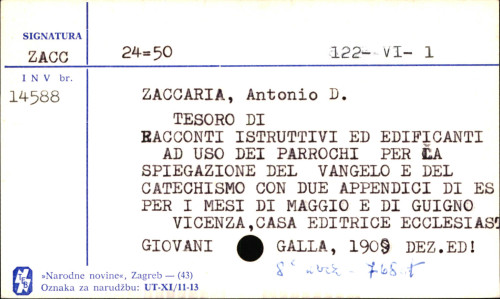 SIGNATURA
ZACC 24=50 122- VI- 1
I N V br.
14588
ZACCARIA, Antonio D.
TESORO DI
RACCONTI ISTRUTTIVI ED EDIFICANTI
AD USO DEI PARROCHI PER LA
SPIEGAZIONE DEL VANGELO E DEL
CATECHISMO CON DUE APPENDICI DI ES
PER I MESI DI MAGGIO E DI GUIGNO
VICENZA,CASA EDITRICE ECCLESIAST
GIOVANI GALLA, 1909 DEZ.EDI
8°
»Narodne novine«, Zagreb — (43)
Oznaka za narudžbu: UT-XI/11-13